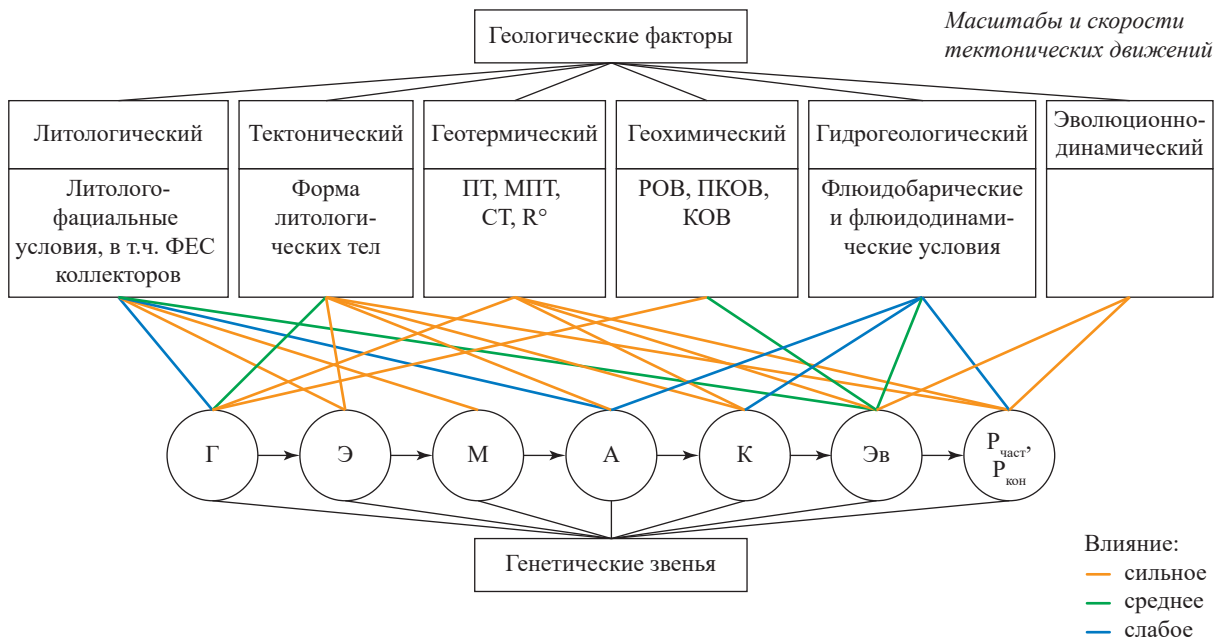 Геологические факторы
Масштабы и скорости
тектонических движений
Литологический
Тектонический
Геотермический
Геохимический
Гидрогеологический
Эволюционно-
динамический
Литолого-
фациальные
условия, в т.ч. ФЕС
коллекторов
Форма
литологи-
ческих тел
ПТ, МПТ,
СТ, R°
РОВ, ПКОВ,
КОВ
Флюидобарические
и флюидодинами-
ческие условия
Г
Э
М
А
К
Эв
Р част,
Р кон
Генетические звенья
Влияние:
сильное
среднее
слабое